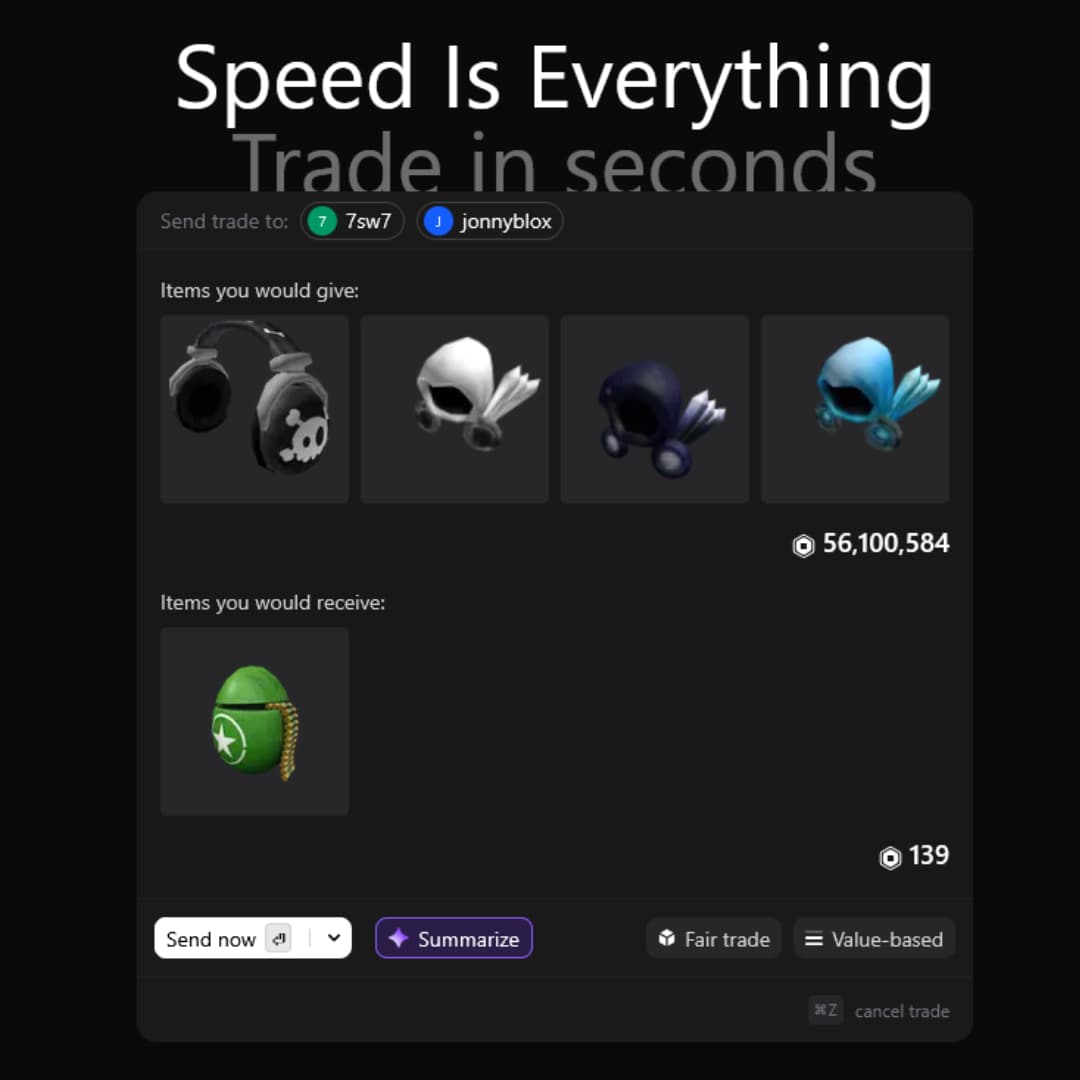 Speed Is Everything
Trade in seconds
Send trade to: 7 7sw7 J jonnyblox
Items you would give:
56,100,584
Items you would receive:
139
Send now Summarize Fair trade Value-based
⌘Z cancel trade